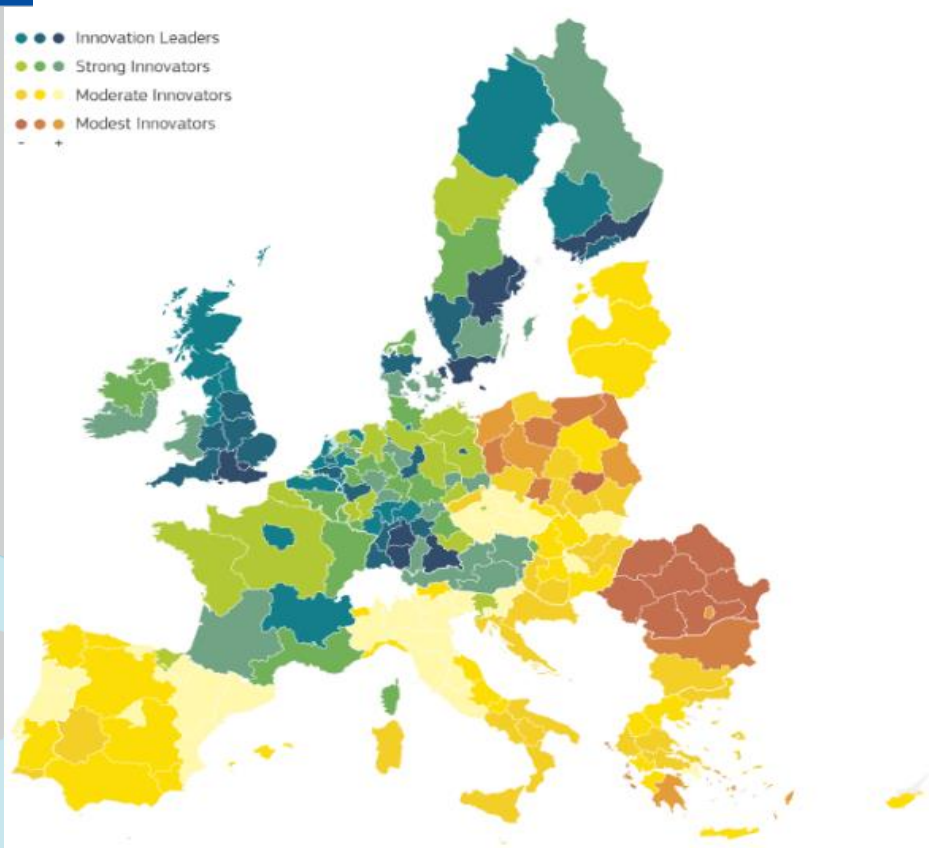 Innovation Leaders
Strong Innovators
Moderate Innovators
Modest Innovators
- +